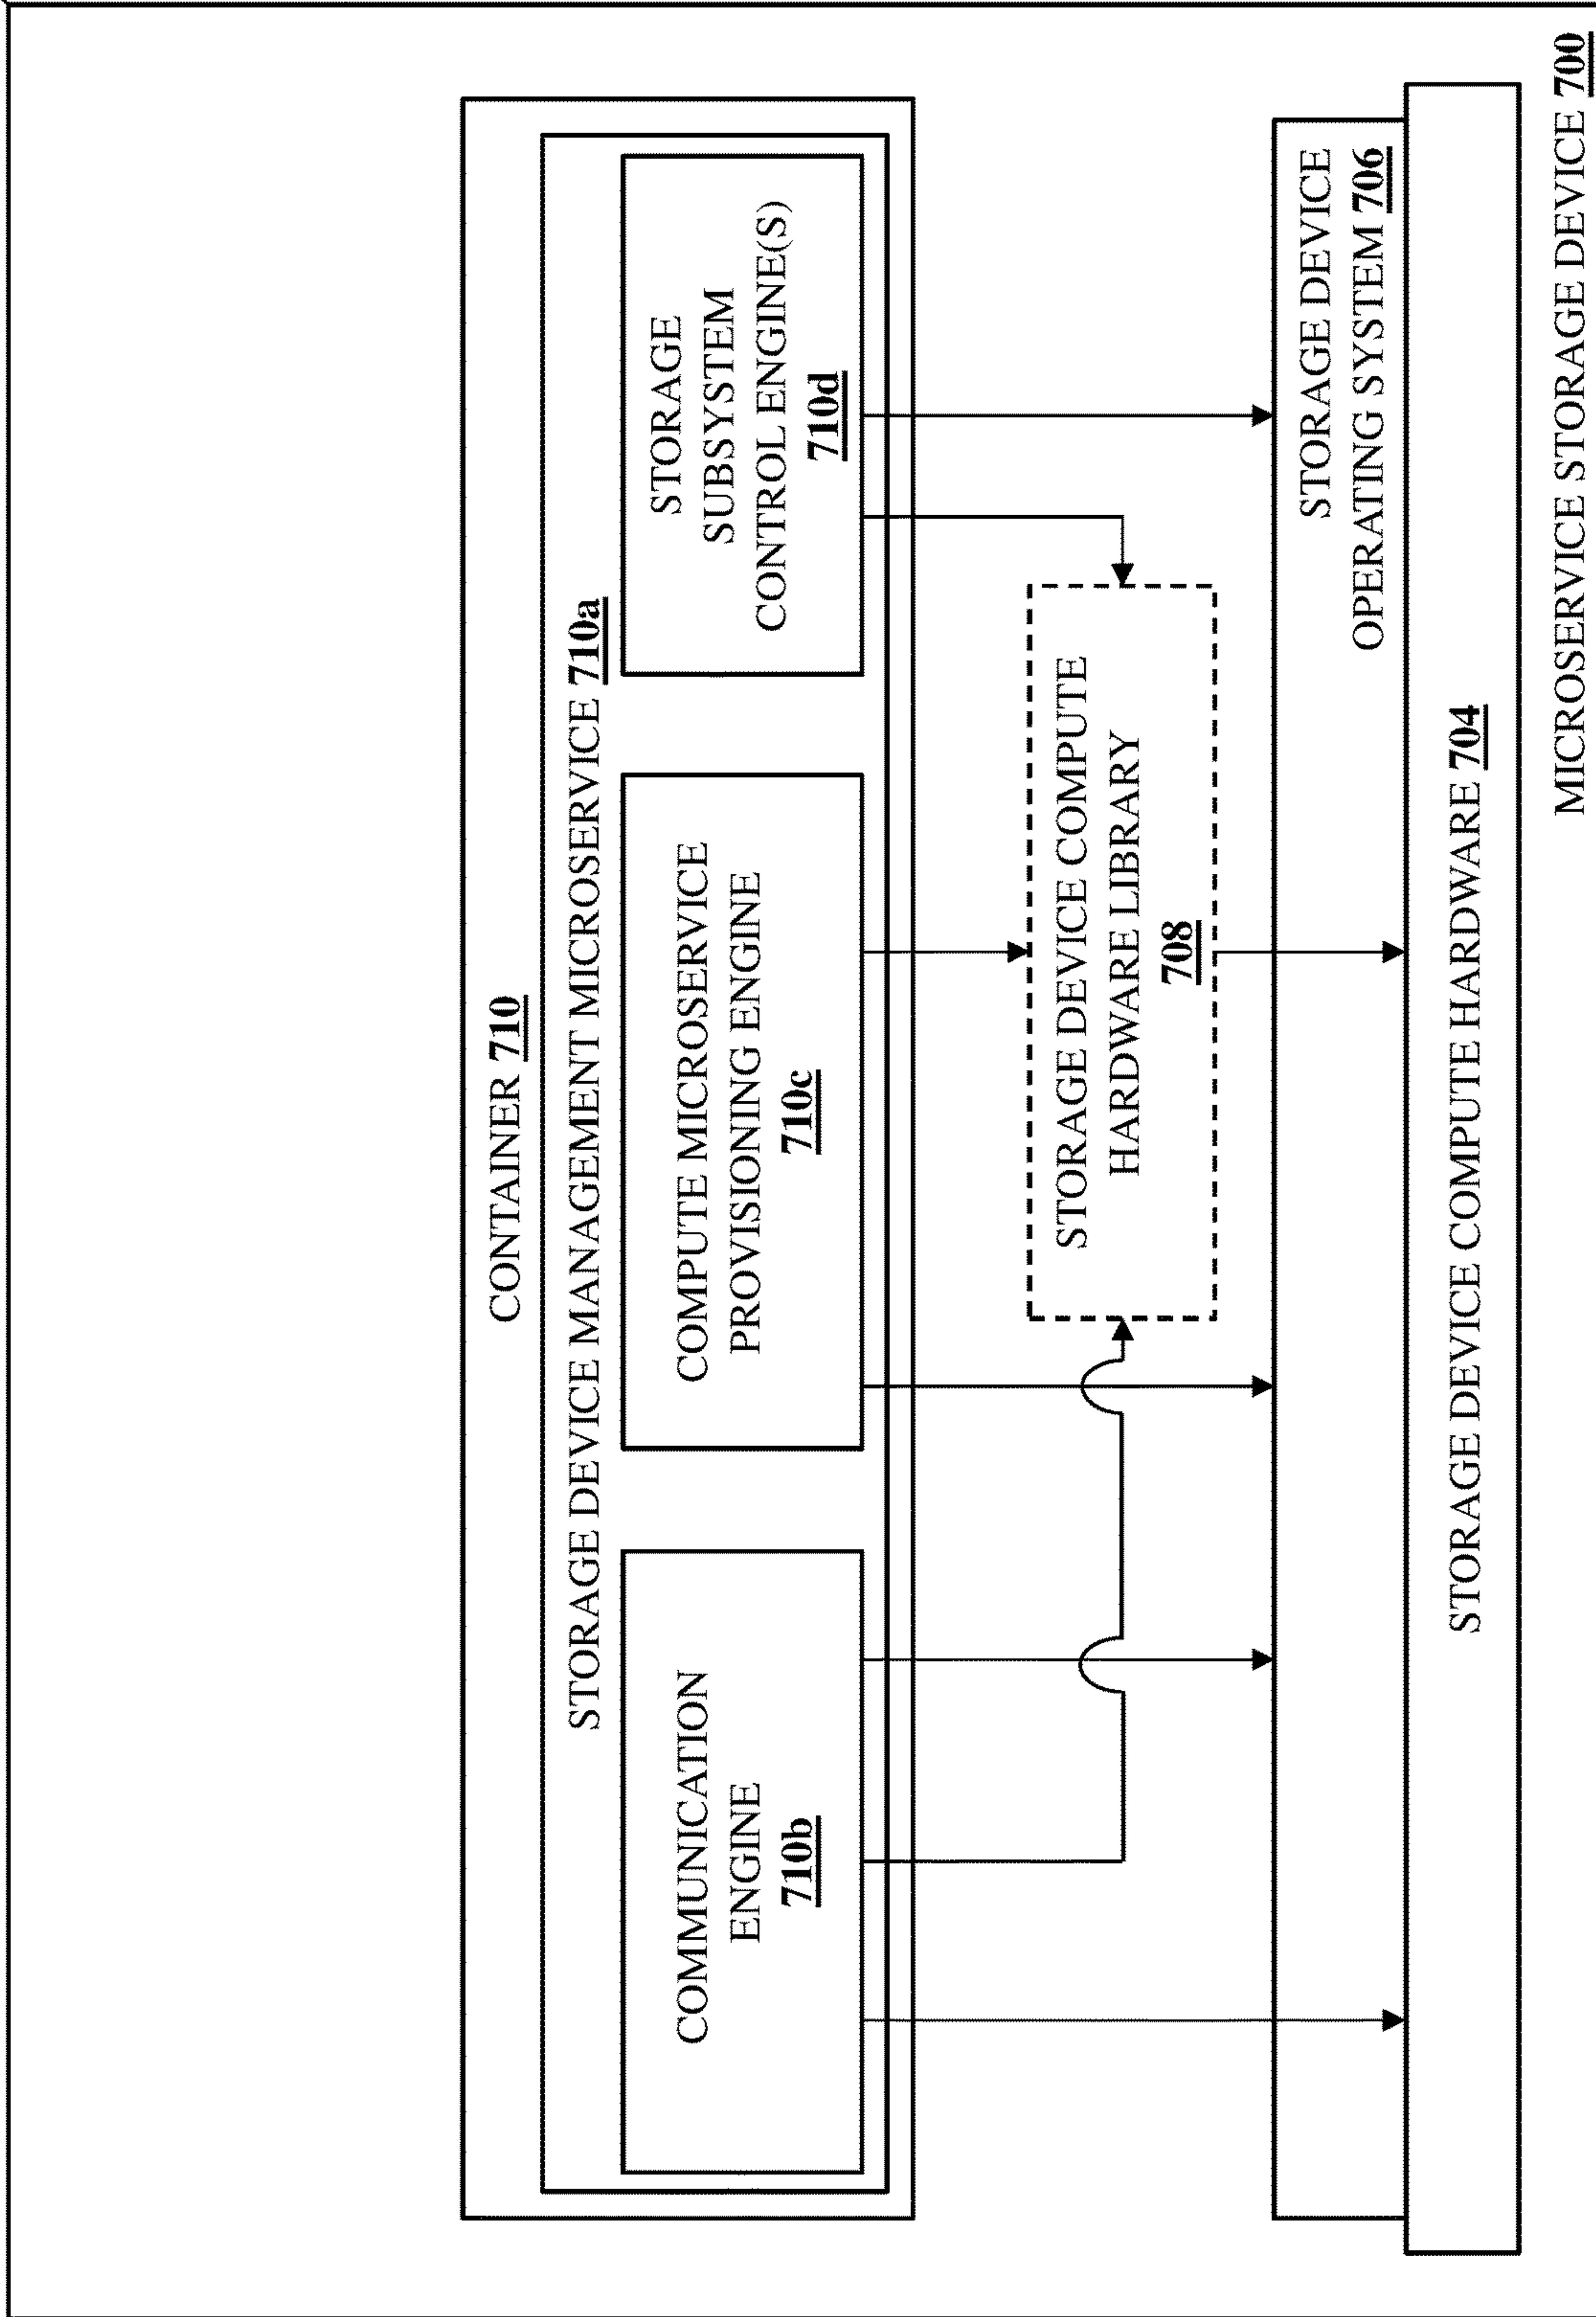 CONTAINER 710
STORAGE DEVICE MANAGEMENT MICROSERVICE 710a
COMMUNICATION
ENGINE
710b
COMPUTE MICROSERVICE
PROVISIONING ENGINE
710c
STORAGE
SUBSYSTEM
CONTROL ENGINE(S)
710d
STORAGE DEVICE COMPUTE
HARDWARE LIBRARY
708
STORAGE DEVICE
OPERATING SYSTEM 706
STORAGE DEVICE COMPUTE HARDWARE 704
MICROSERVICE STORAGE DEVICE 700